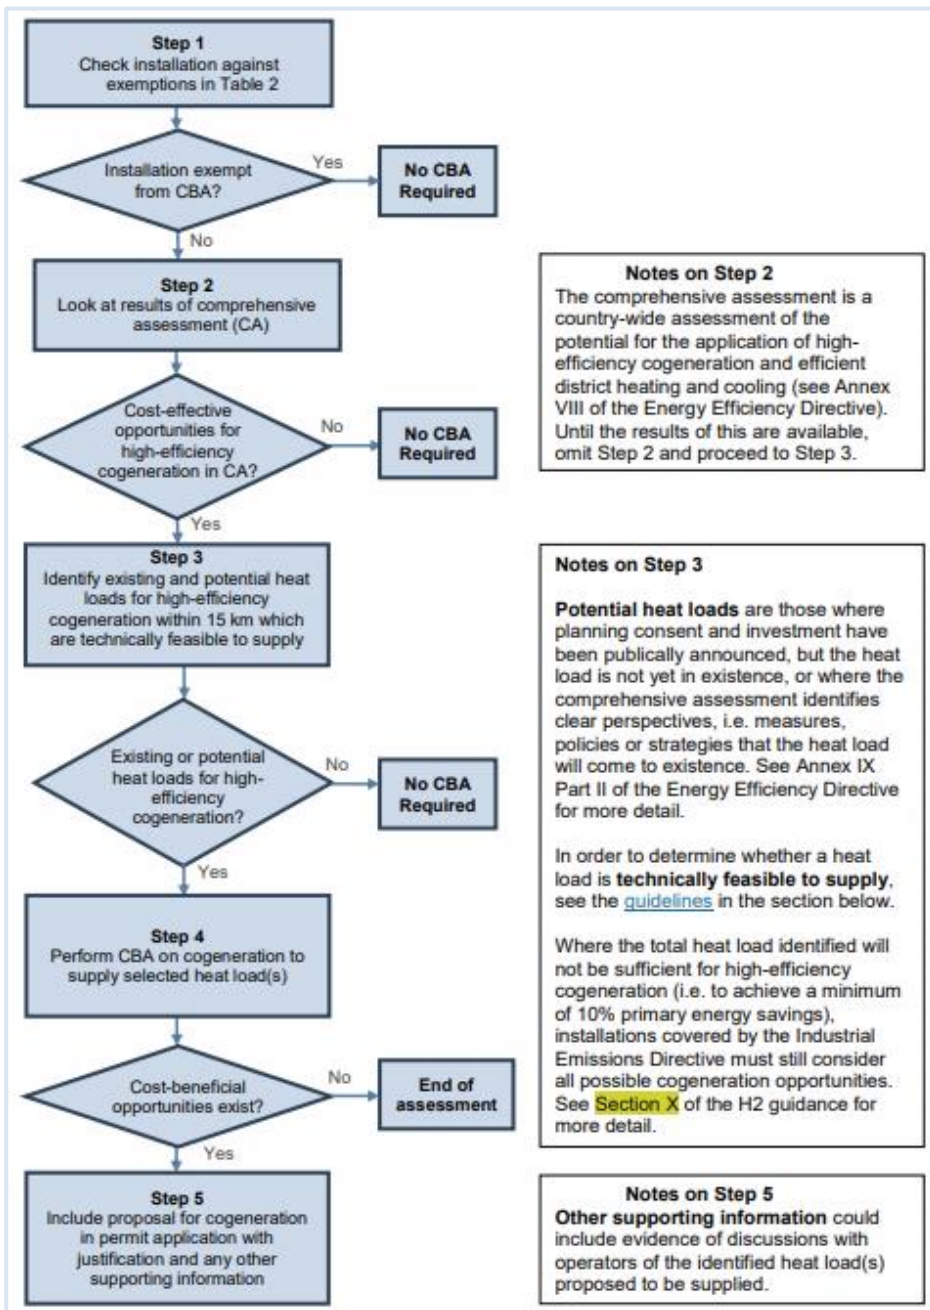 Step 1
Check installation against
exemptions in Table 2
Installation exempt
from CBA?
Yes
No CBA
Required
No
Step 2
Look at results of comprehensive
assessment (CA)
Cost-effective
opportunities for
high-efficiency
cogeneration in CA?
No
No CBA
Required
Yes
Step 3
Identify existing and potential heat
loads for high-efficiency
cogeneration within 15 km which
are technically feasible to supply
Existing or potential
heat loads for high-
efficiency
cogeneration?
No
No CBA
Required
Yes
Step 4
Perform CBA on cogeneration to
supply selected heat load(s)
Cost-beneficial
opportunities exist?
No
End of
assessment
Yes
Step 5
Include proposal for cogeneration
in permit application with
justification and any other
supporting information
Notes on Step 2
The comprehensive assessment is a
country-wide assessment of the
potential for the application of high-
efficiency cogeneration and efficient
district heating and cooling (see Annex
VIII of the Energy Efficiency Directive).
Until the results of this are available,
omit Step 2 and proceed to Step 3.
Notes on Step 3
Potential heat loads are those where
planning consent and investment have
been publically announced, but the heat
load is not yet in existence, or where the
comprehensive assessment identifies
clear perspectives, i.e. measures,
policies or strategies that the heat load
will come to existence. See Annex IX
Part II of the Energy Efficiency Directive
for more detail.
In order to determine whether a heat
load is technically feasible to supply,
see the guidelines in the section below.
Where the total heat load identified will
not be sufficient for high-efficiency
cogeneration (i.e. to achieve a minimum
of 10% primary energy savings),
installations covered by the Industrial
Emissions Directive must still consider
all possible cogeneration opportunities.
See Section X of the H2 guidance for
more detail.
Notes on Step 5
Other supporting information could
include evidence of discussions with
operators of the identified heat load(s)
proposed to be supplied.